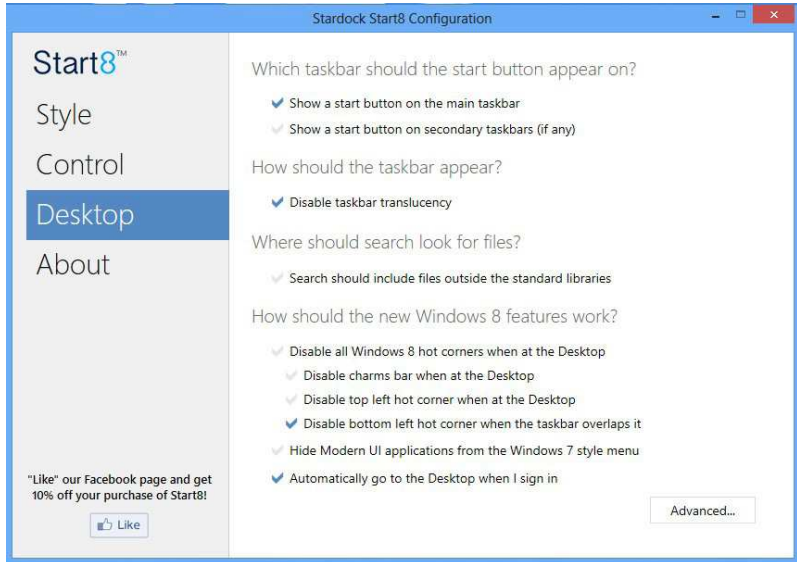 Stardock Start8 Configuration
Start8™
Style
Control
Desktop
About
"Like" our Facebook page and get
10% off your purchase of Start8!
Like
Which taskbar should the start button appear on?
Show a start button on the main taskbar
Show a start button on secondary taskbars (if any)
How should the taskbar appear?
Disable taskbar translucency
Where should search look for files?
Search should include files outside the standard libraries
How should the new Windows 8 features work?
Disable all Windows 8 hot corners when at the Desktop
Disable charms bar when at the Desktop
Disable top left hot corner when at the Desktop
Disable bottom left hot corner when the taskbar overlaps it
Hide Modern UI applications from the Windows 7 style menu
Automatically go to the Desktop when I sign in
Advanced...